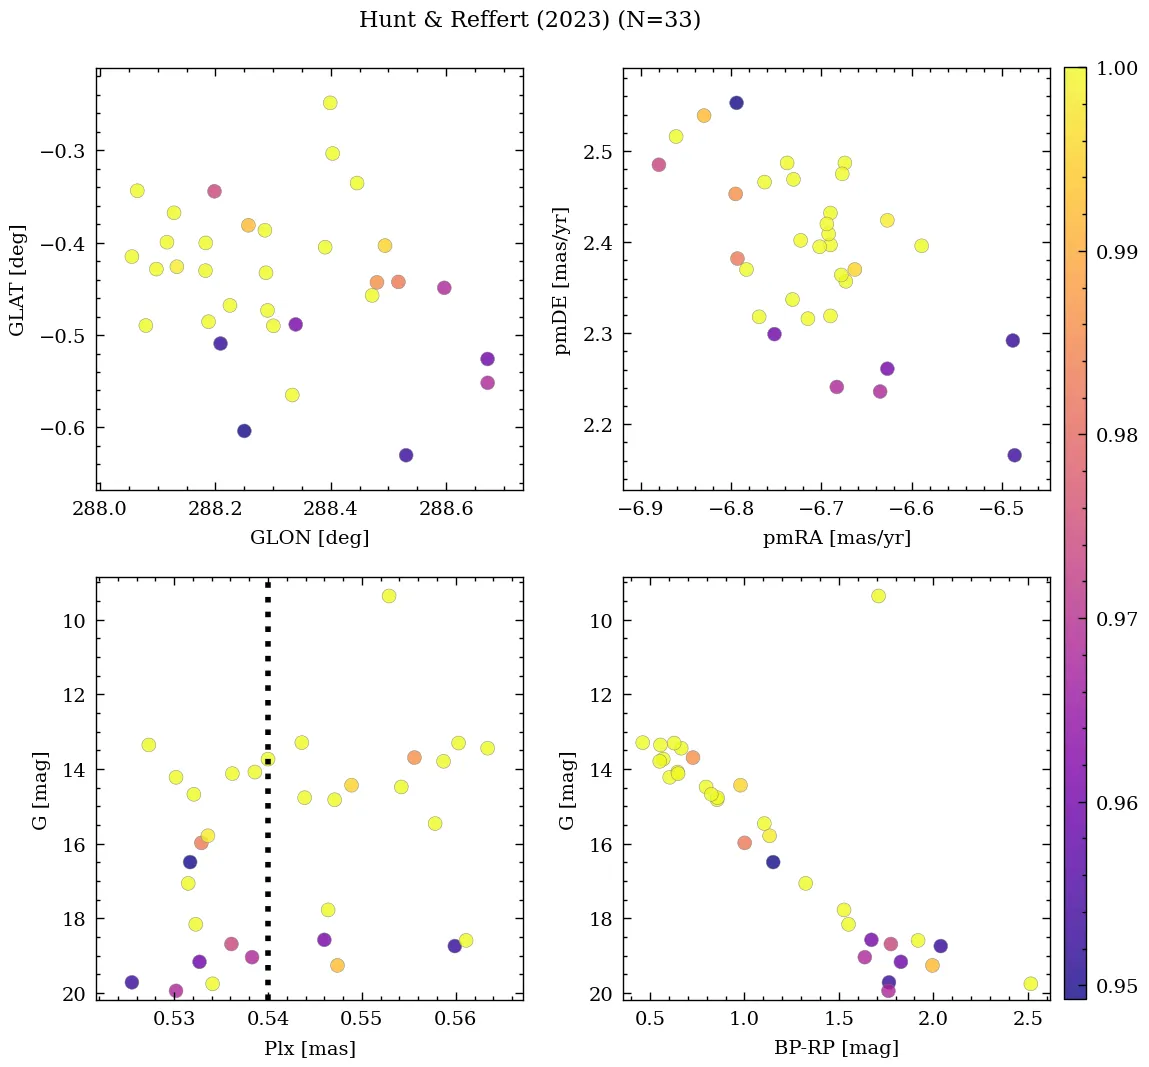 Hunt & Reffert (2023) (N=33)
−0.3
−0.4
−0.5
−0.6
GLAT [deg]
288.0 288.2 288.4 288.6
GLON [deg]
2.5
2.4
2.3
2.2
pmDE [mas/yr]
−6.9 −6.8 −6.7 −6.6 −6.5
pmRA [mas/yr]
1.00
0.99
0.98
0.97
0.96
0.95
10
12
14
16
18
20
G [mag]
0.53 0.54 0.55 0.56
Plx [mas]
10
12
14
16
18
20
G [mag]
0.5 1.0 1.5 2.0 2.5
BP-RP [mag]